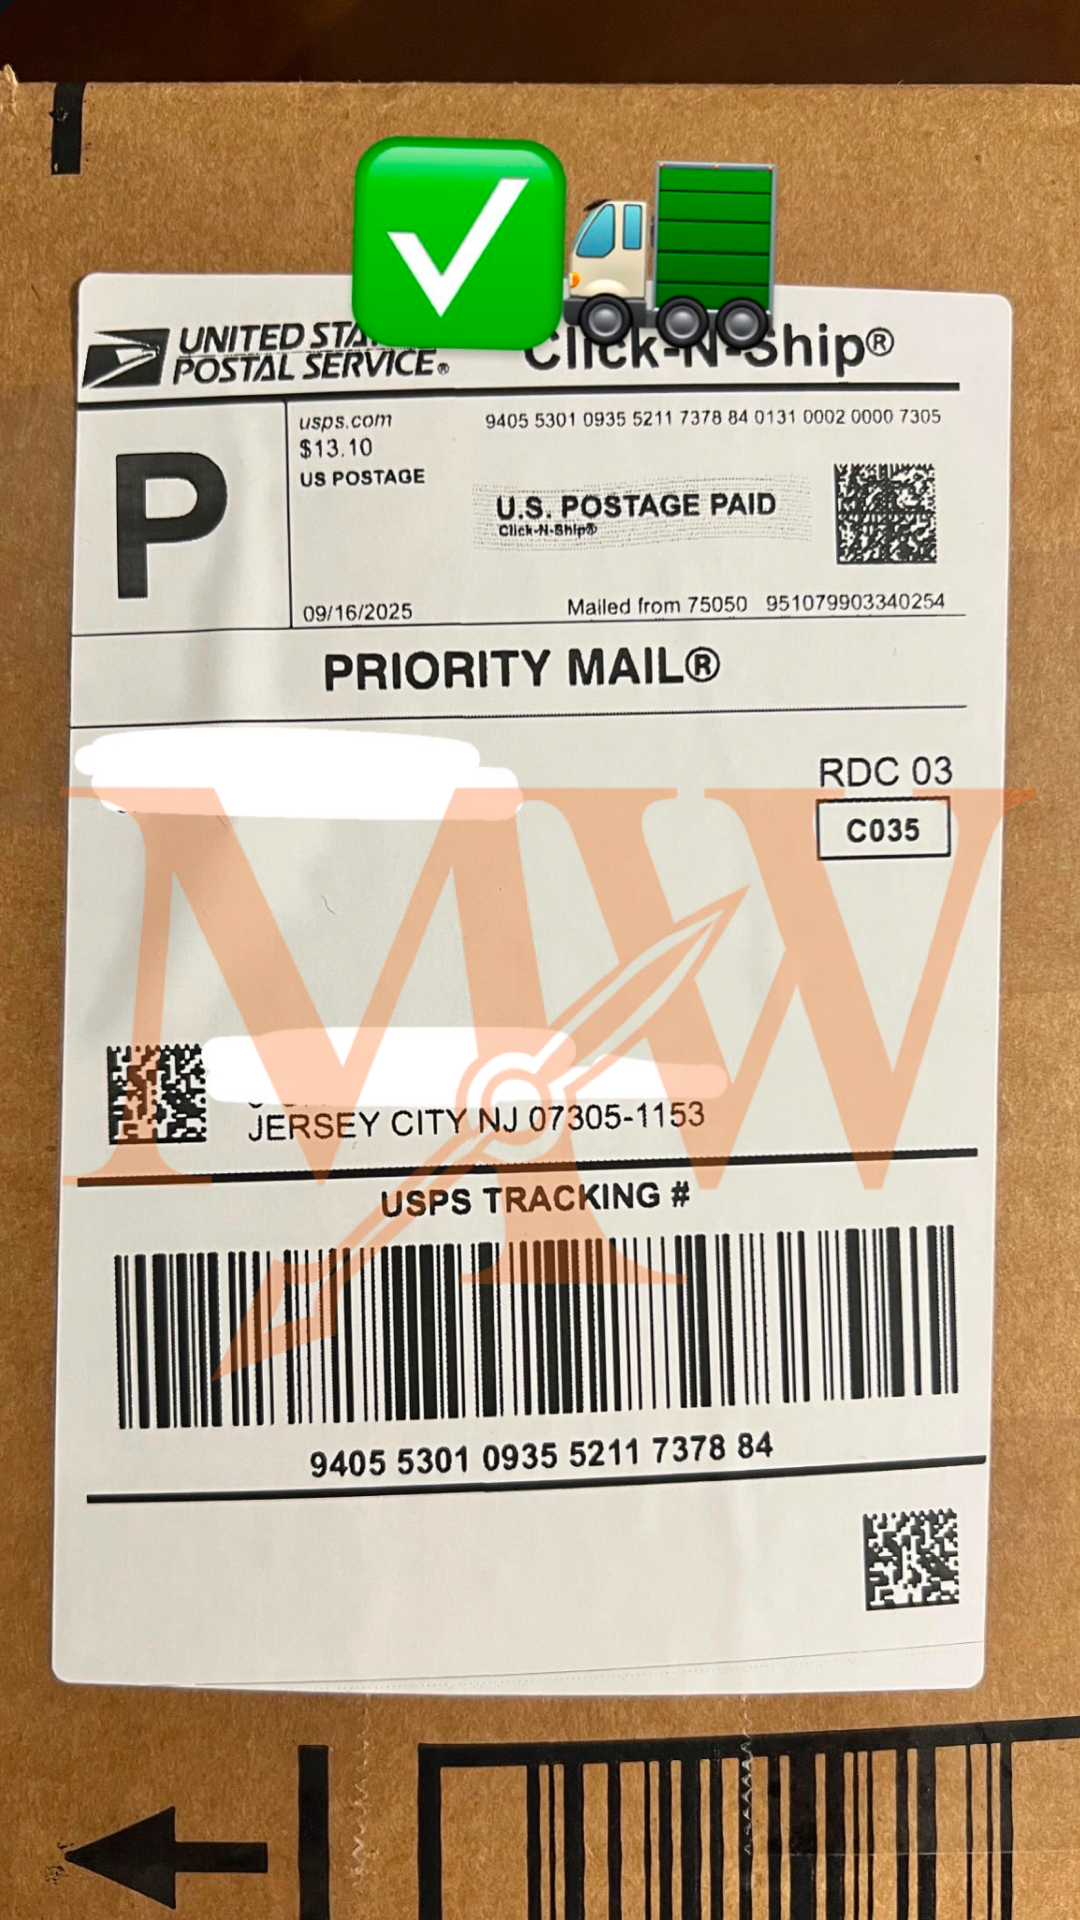 UNITED STA
POSTAL SERVICE®
Click-N-Ship®
P
usps.com
$13.10
US POSTAGE
9405 5301 0935 5211 7378 84 0131 0002 0000 7305
U.S. POSTAGE PAID
Click-N-Ship®
09/16/2025
Mailed from 75050 951079903340254
PRIORITY MAIL®
RDC 03
C035
MW
JERSEY CITY NJ 07305-1153
USPS TRACKING #
9405 5301 0935 5211 7378 84